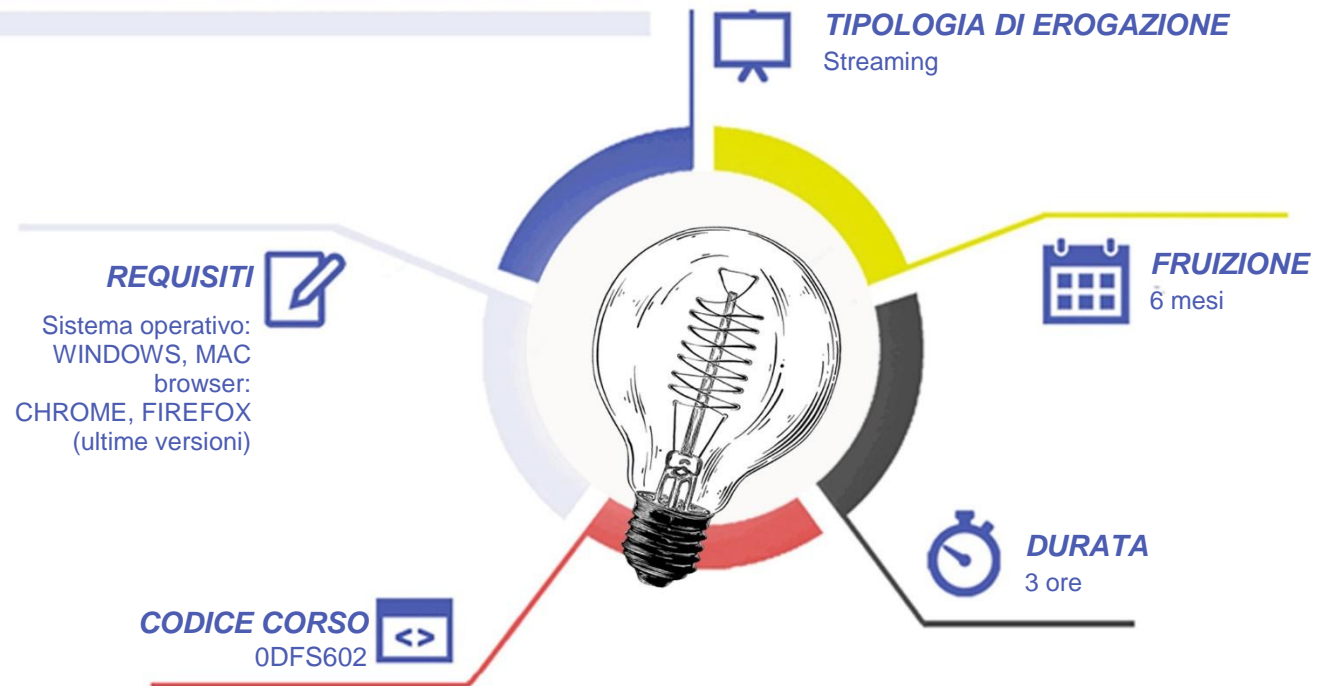 TIPOLOGIA DI EROGAZIONE
Streaming
REQUISITI
Sistema operativo:
WINDOWS, MAC
browser:
CHROME, FIREFOX
(ultime versioni)
FRUIZIONE
6 mesi
DURATA
3 ore
CODICE CORSO
0DFS602
<>